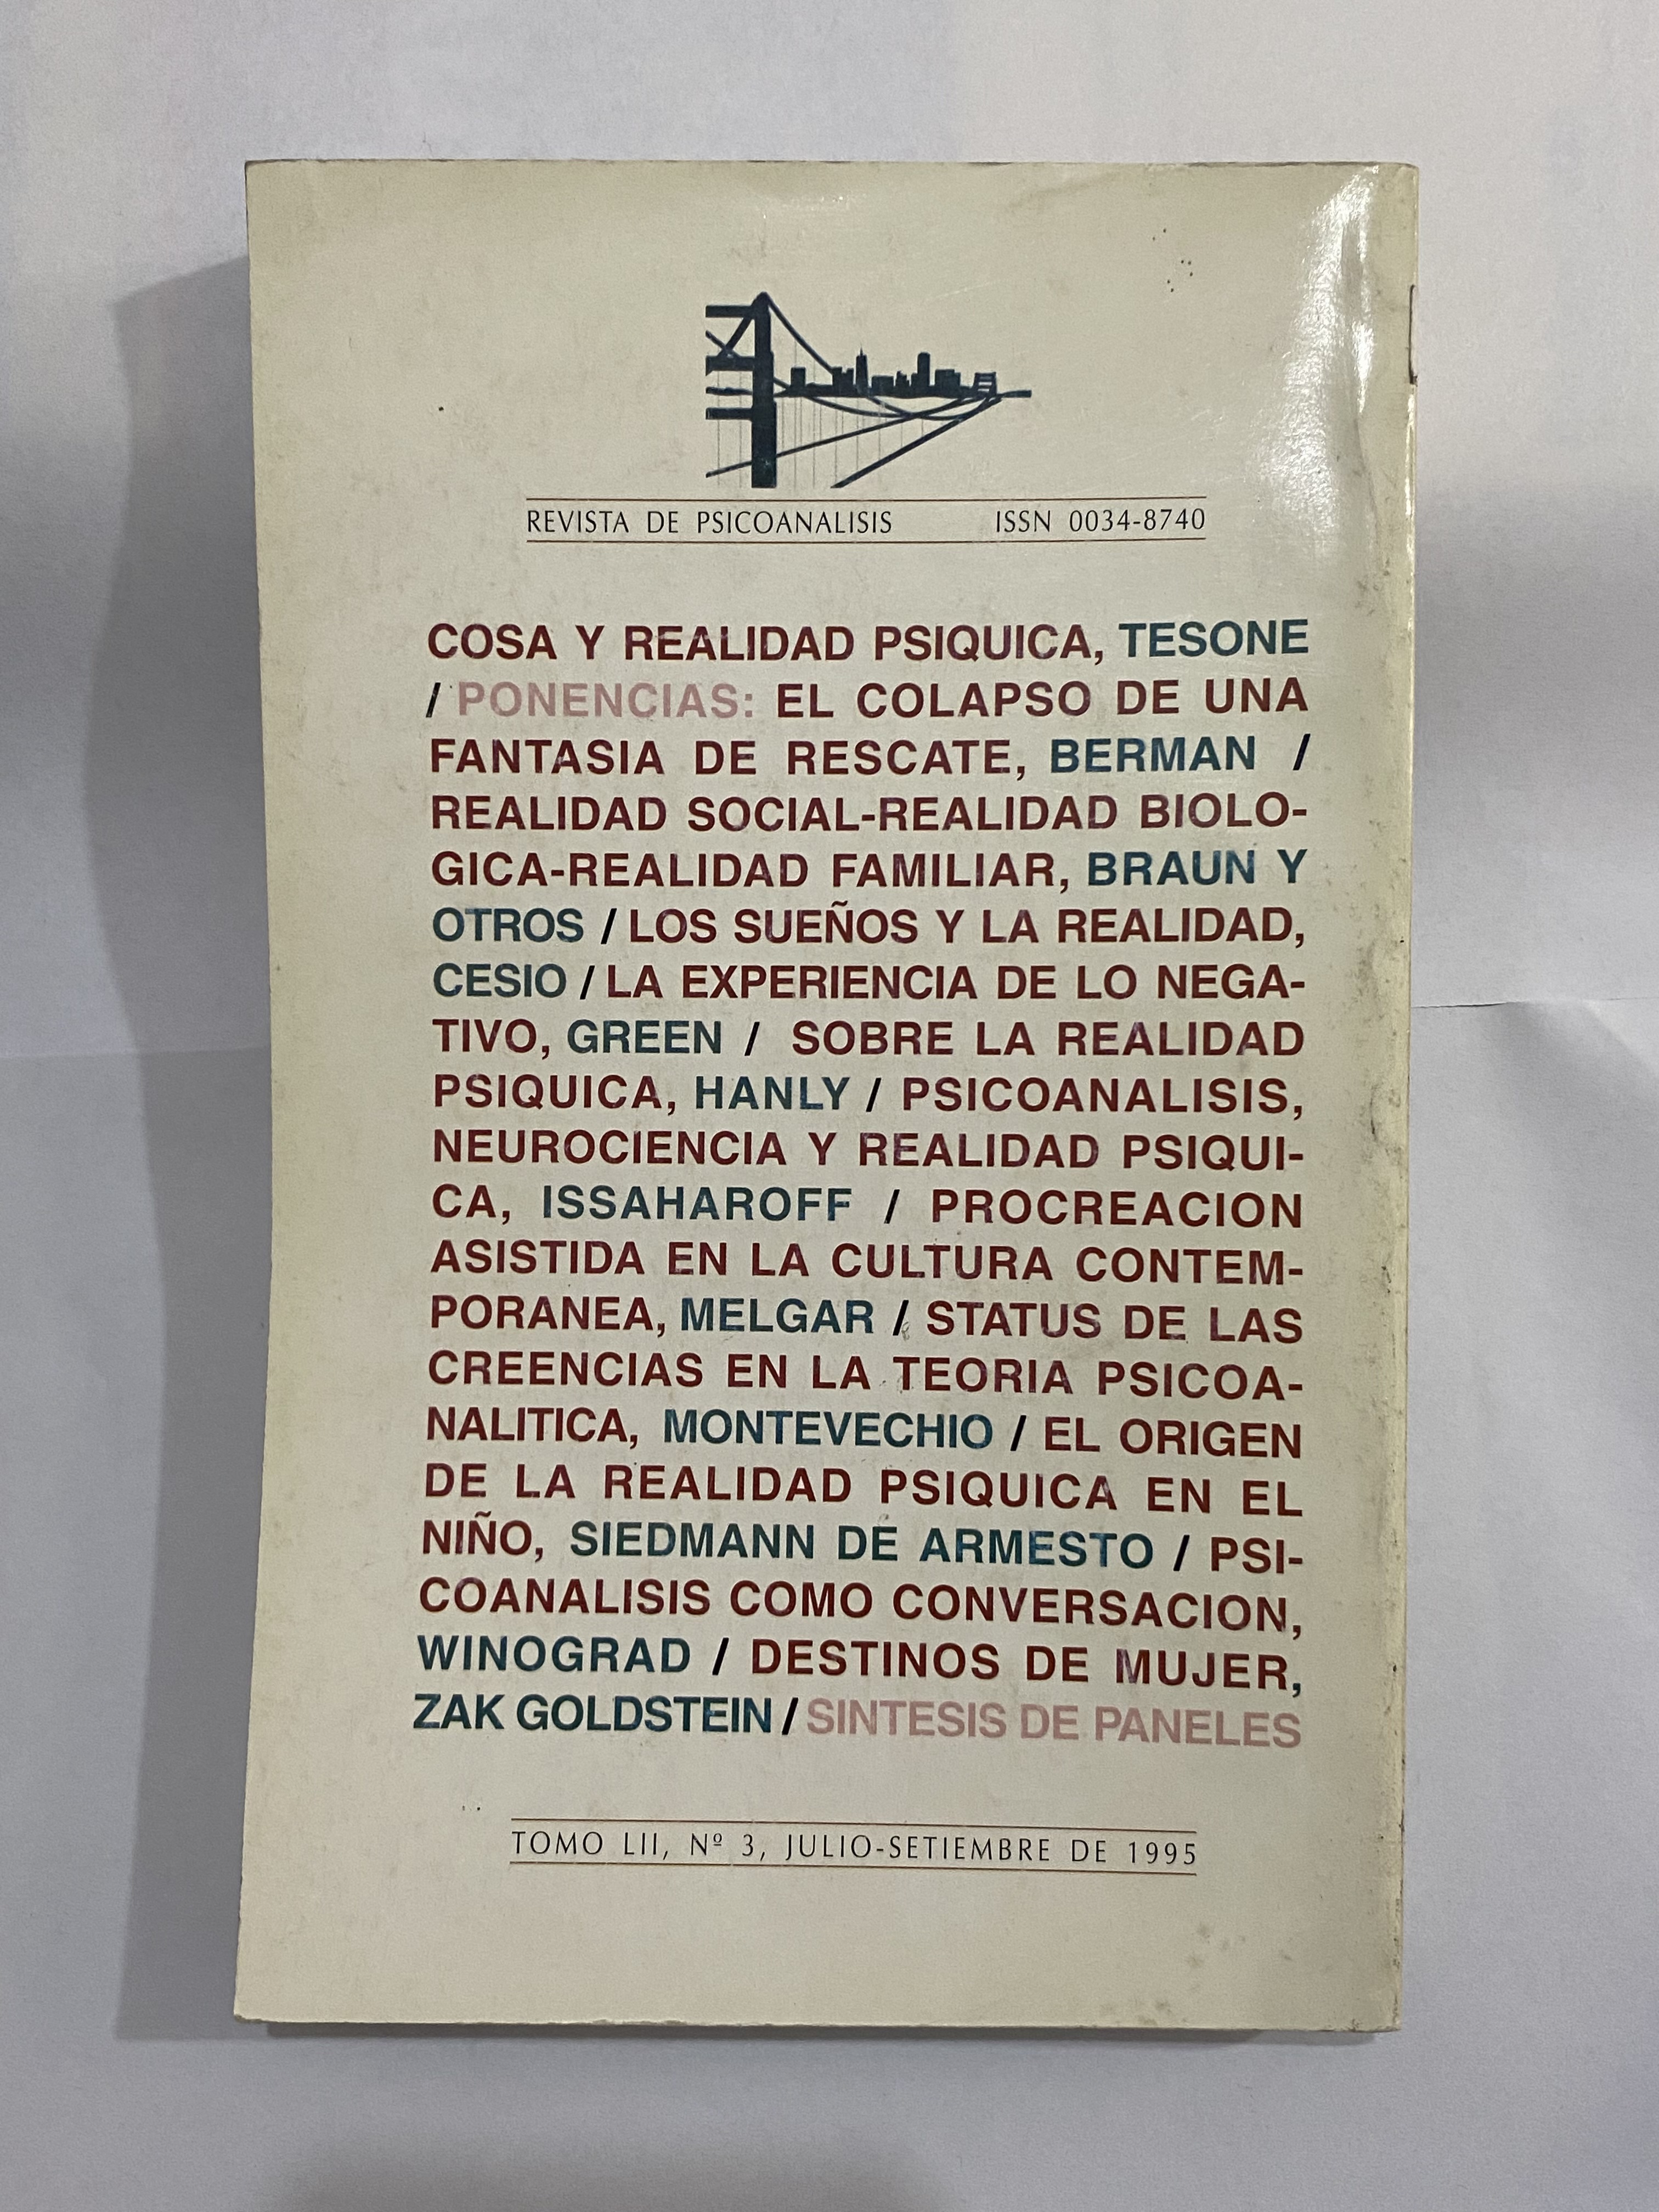 REVISTA DE PSICOANALISIS ISSN 0034-8740
COSA Y REALIDAD PSIQUICA, TESONE
/ PONENCIAS: EL COLAPSO DE UNA
FANTASIA DE RESCATE, BERMAN /
REALIDAD SOCIAL-REALIDAD BIOLO-
GICA-REALIDAD FAMILIAR, BRAUN Y
OTROS / LOS SUEÑOS Y LA REALIDAD,
CESIO / LA EXPERIENCIA DE LO NEGA-
TIVO, GREEN / SOBRE LA REALIDAD
PSIQUICA, HANLY / PSICOANALISIS,
NEUROCIENCIA Y REALIDAD PSIQUI-
CA, ISSAHAROFF / PROCREACION
ASISTIDA EN LA CULTURA CONTEM-
PORANEA, MELGAR / STATUS DE LAS
CREENCIAS EN LA TEORIA PSICOA-
NALITICA, MONTEVECHIO / EL ORIGEN
DE LA REALIDAD PSIQUICA EN EL
NIÑO, SIEDMANN DE ARMESTO / PSI-
COANALISIS COMO CONVERSACION,
WINOGRAD / DESTINOS DE MUJER,
ZAK GOLDSTEIN / SINTESIS DE PANELES
TOMO LII, Nº 3, JULIO-SETIEMBRE DE 1995